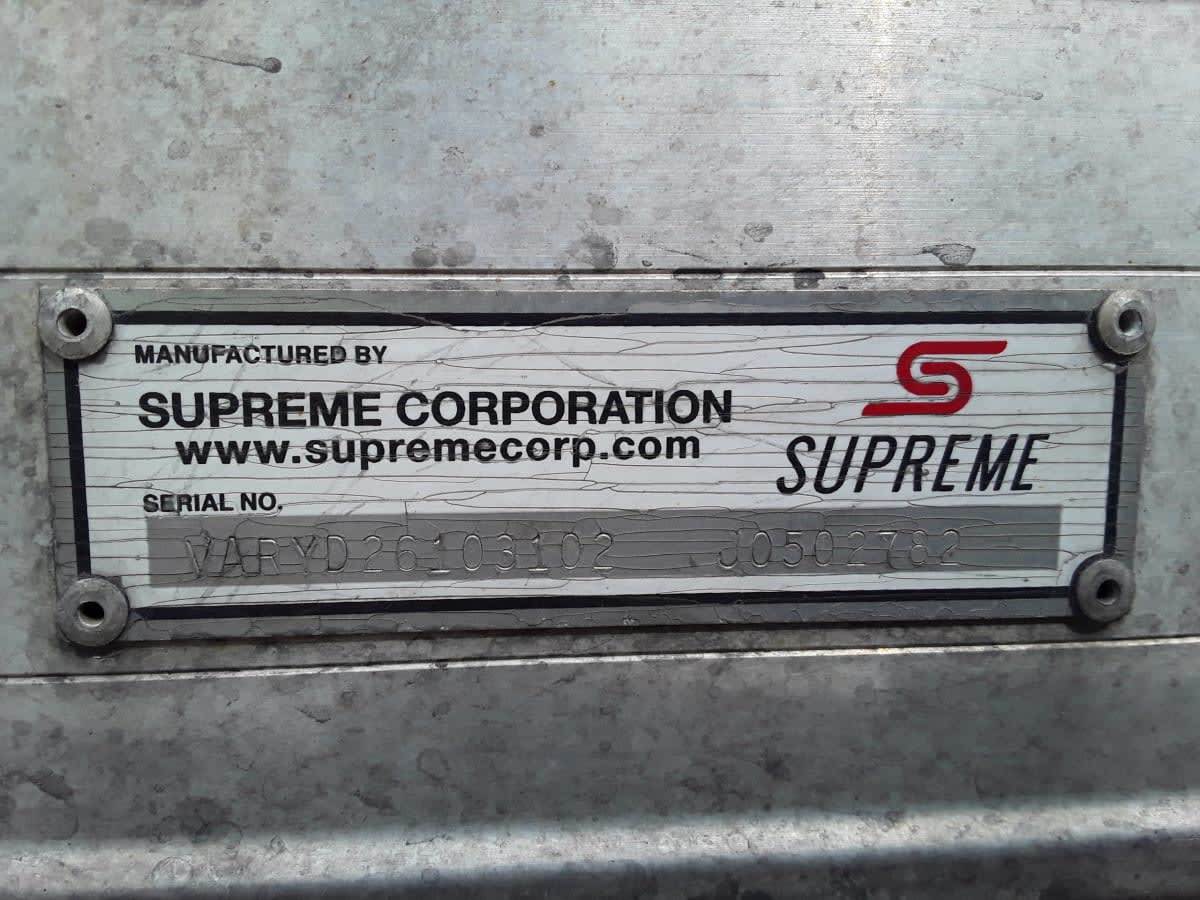 MANUFACTURED BY
SUPREME CORPORATION
www.supremecorp.com
SUPREME
SERIAL NO.
VARYD26103102 J0502782